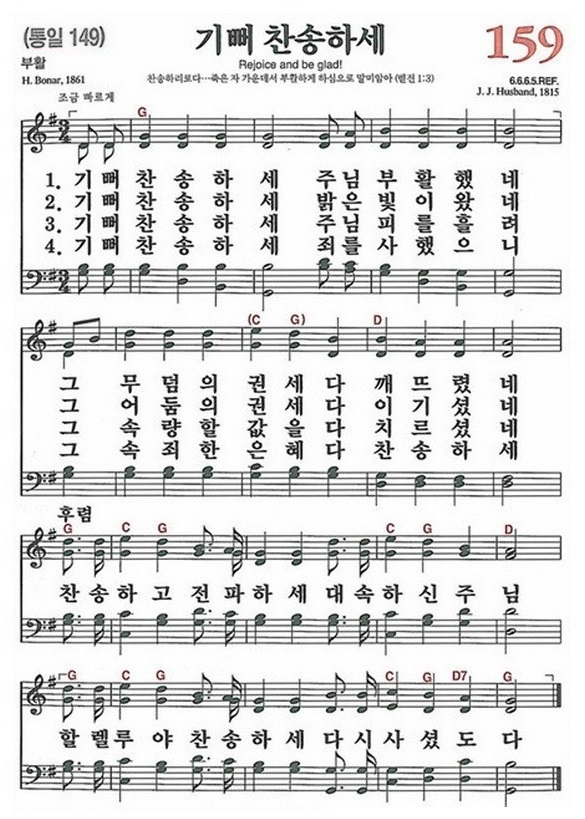 (통일 149)
기뻐 찬송하세
159
부활
Rejoice and be glad!
H. Bonar, 1861
찬송하리로다…죽은 자 가운데서 부활하게 하심으로 말미암아 (벧전 1:3)
6.6.6.5.REF.
J. J. Husband, 1815
조금 빠르게
G
3/4
1. 기 뻐 찬 송 하 세 주 님 부 활 했 네
2. 기 뻐 찬 송 하 세 밝 은 빛 이 왔 네
3. 기 뻐 찬 송 하 세 주 님 피 를 흘 려
4. 기 뻐 찬 송 하 세 죄 를 사 했 으 니
3/4
(C G) D
그 무 덤 의 권 세 다 깨 뜨 렸 네
그 어 둠 의 권 세 다 이 기 셨 네
그 속 량 할 값 을 다 치 르 셨 네
그 속 죄 한 은 혜 다 찬 송 하 세
후렴
G C G C G D
찬 송 하 고 전 파 하 세 대 속 하 신 주 님
G C G C G D7 G
할 렐 루 야 찬 송 하 세 다 시 사 셨 도 다